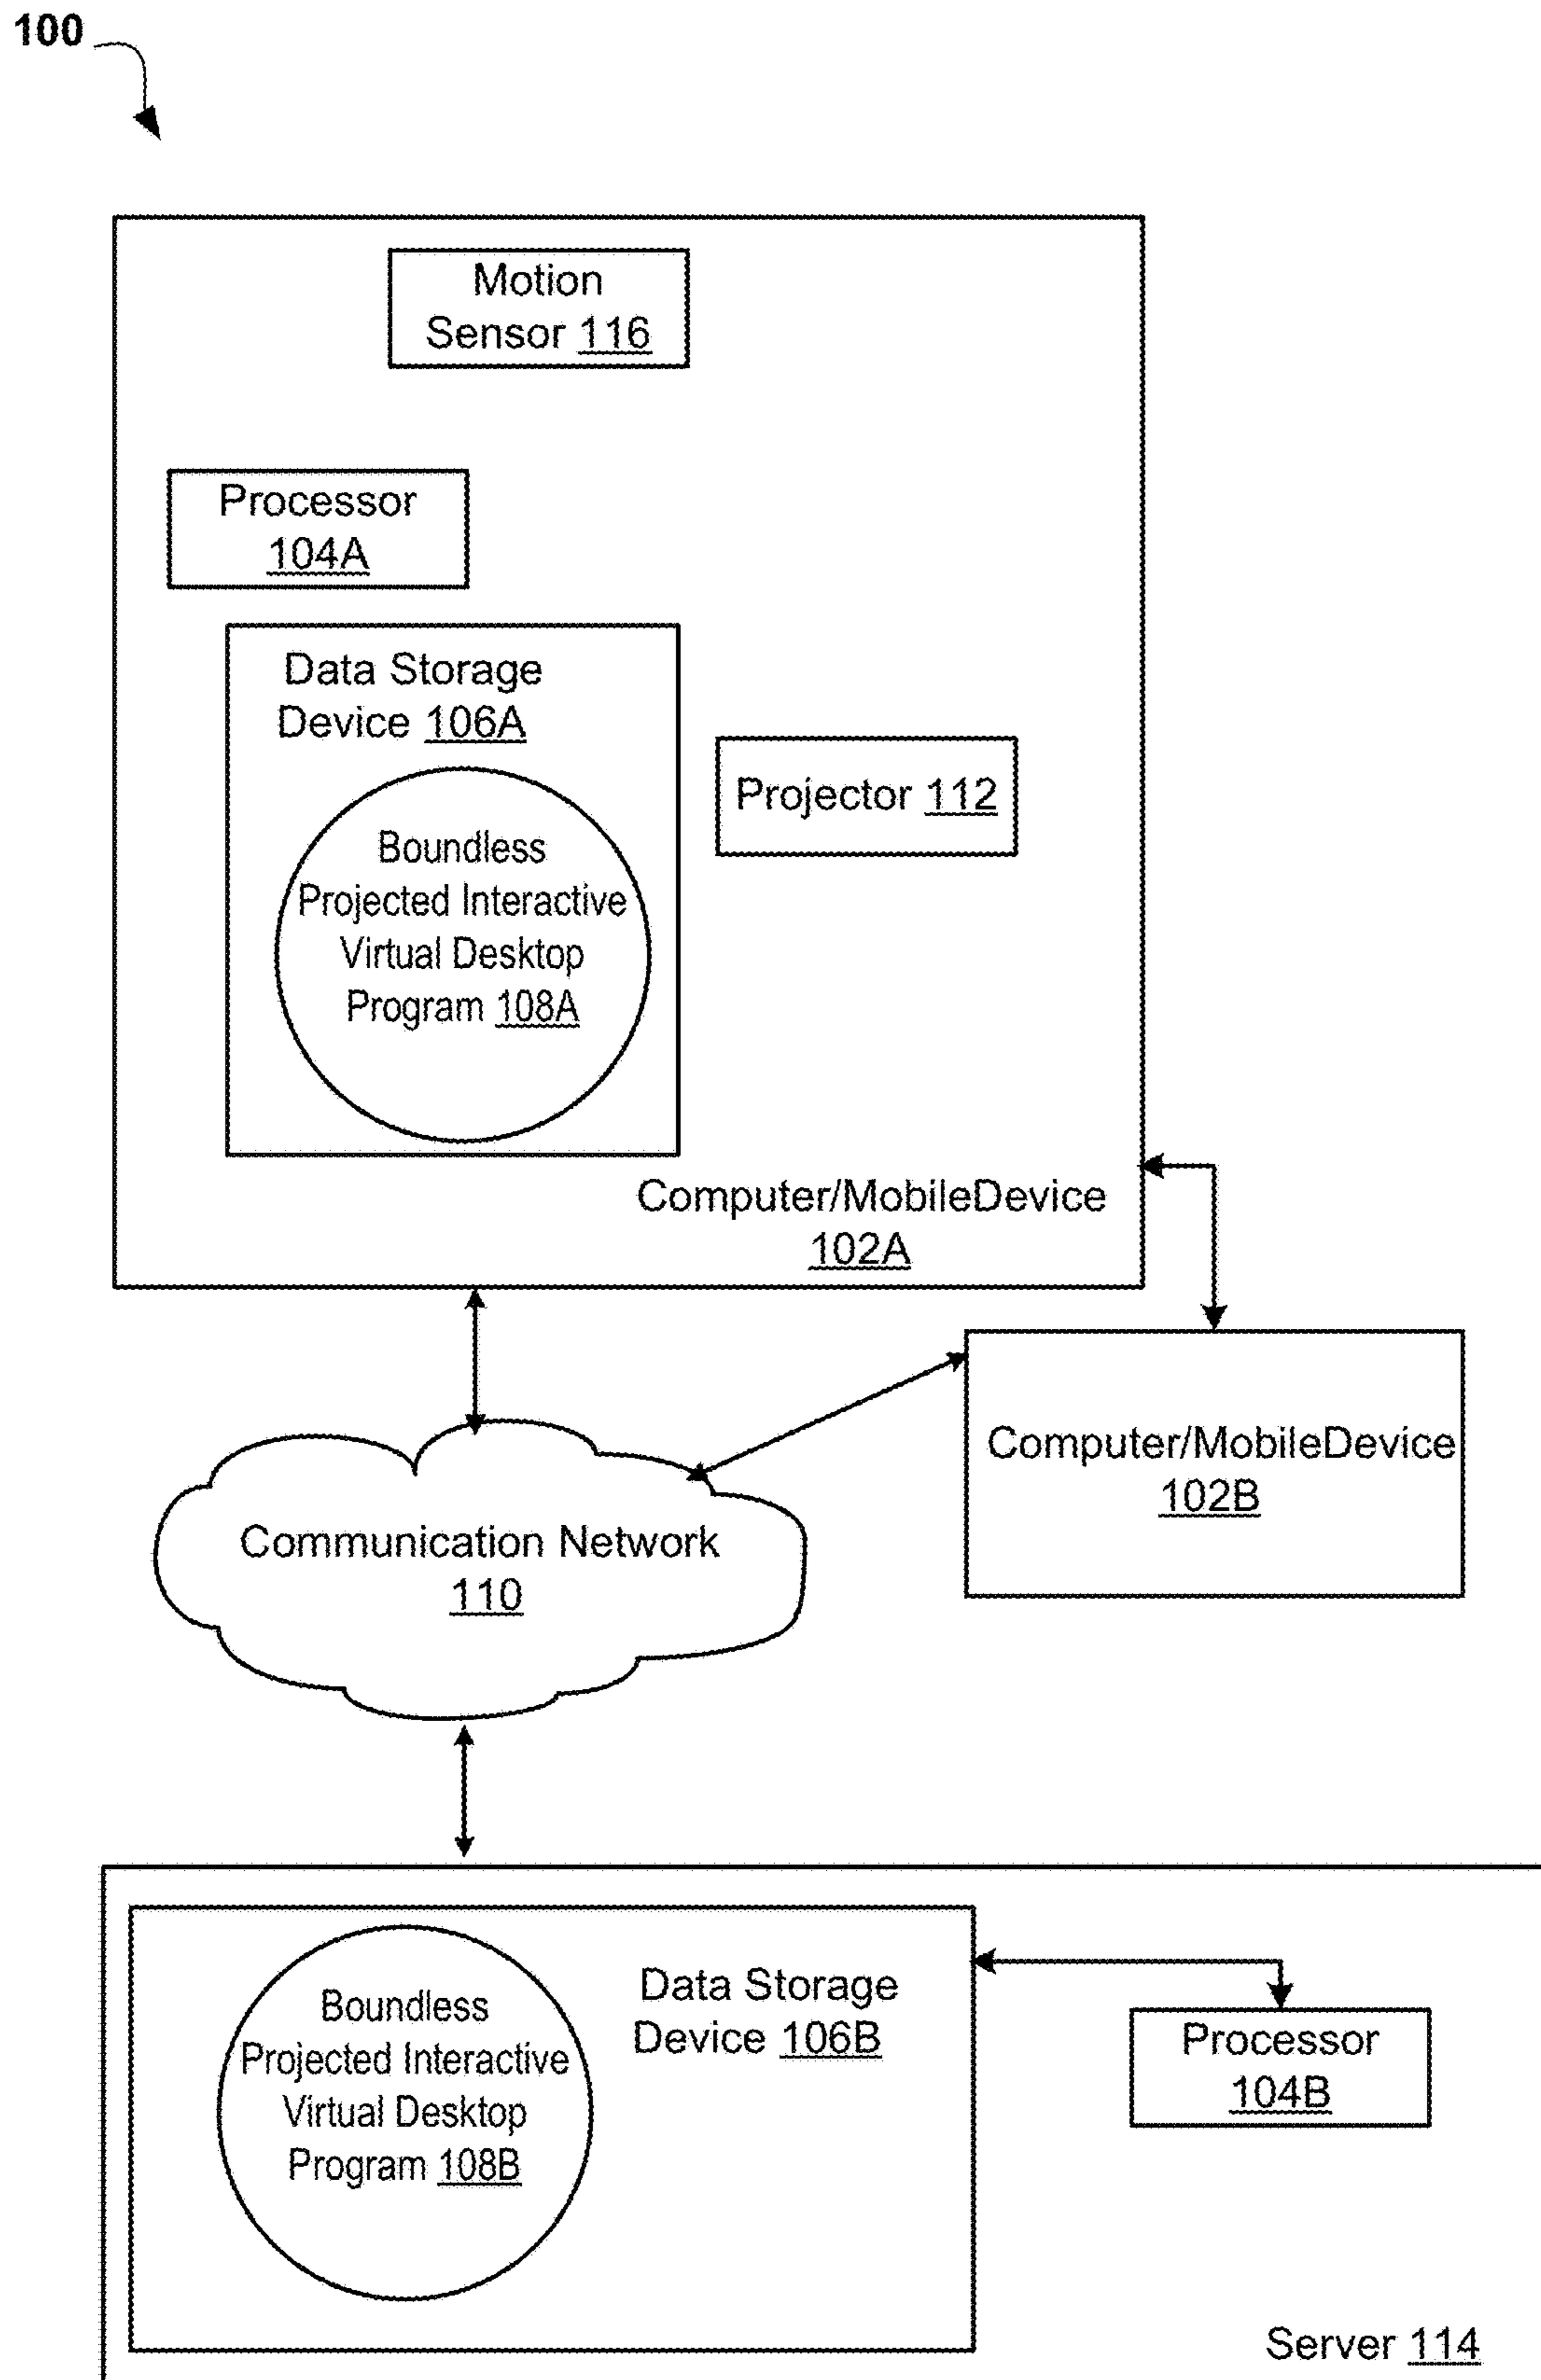 100
Motion
Sensor 116
Processor
104A
Data Storage
Device 106A
Projector 112
Boundless
Projected Interactive
Virtual Desktop
Program 108A
Computer/MobileDevice
102A
Computer/MobileDevice
102B
Communication Network
110
Boundless
Projected Interactive
Virtual Desktop
Program 108B
Data Storage
Device 106B
Processor
104B
Server 114